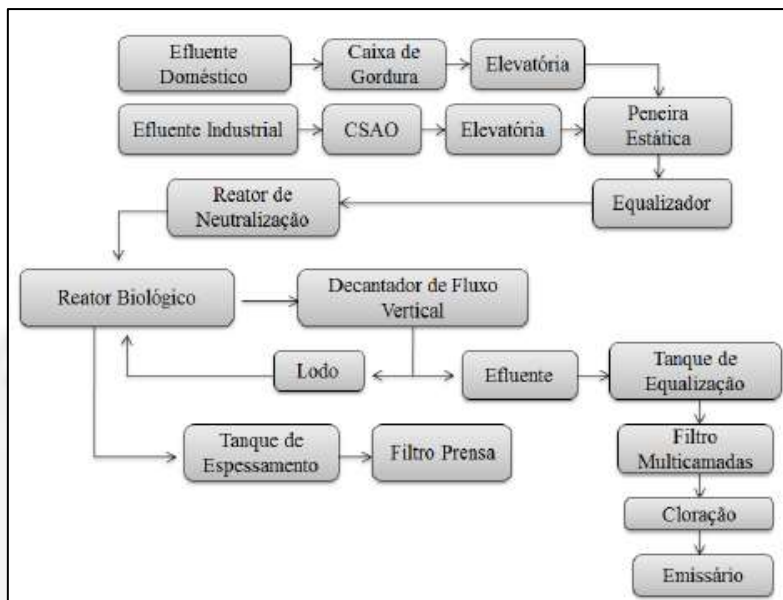 Efluente
Doméstico
Caixa de
Gordura
Elevatória
Efluente Industrial
CSAO
Elevatória
Peneira
Estática
Equalizador
Reator de
Neutralização
Reator Biológico
Decantador de Fluxo
Vertical
Lodo
Efluente
Tanque de
Equalização
Tanque de
Espessamento
Filtro Prensa
Filtro
Multicamadas
Cloração
Emissário